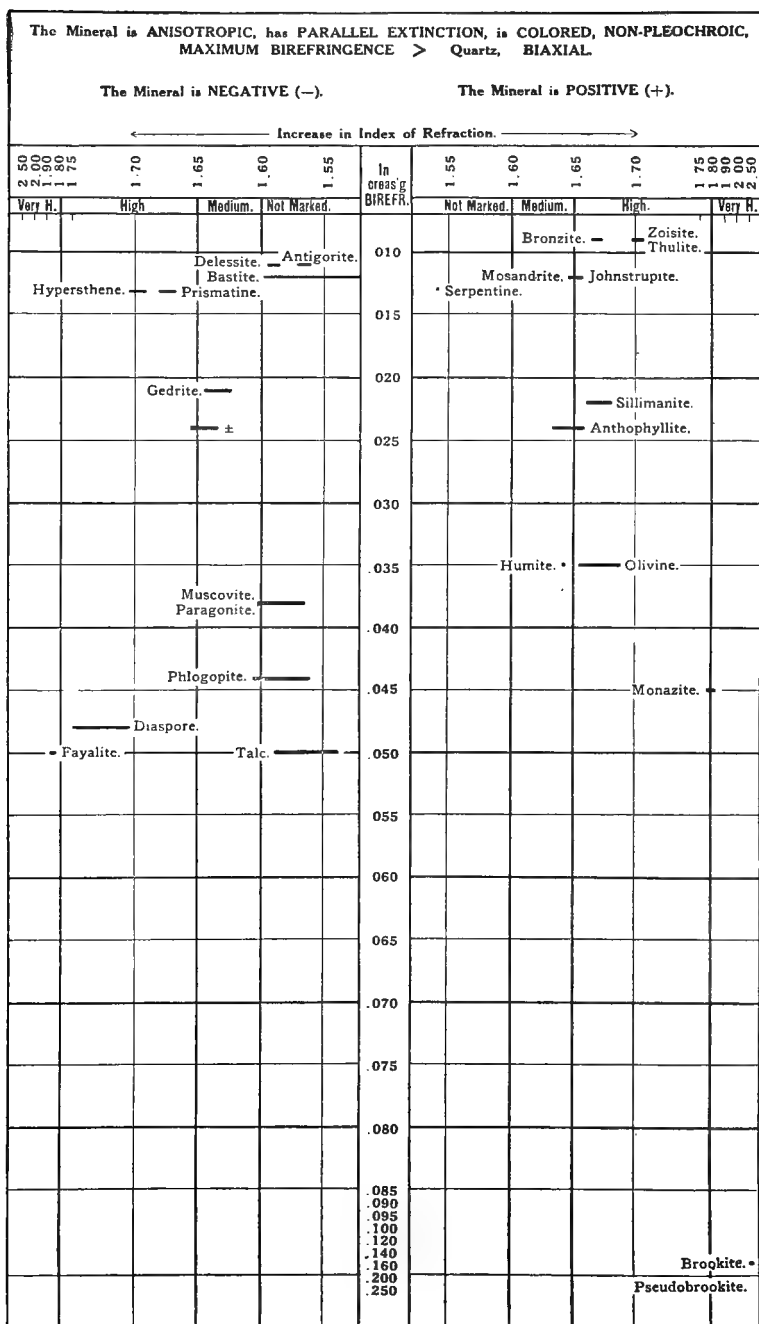 The Mineral is ANISOTROPIC, has PARALLEL EXTINCTION, is COLORED, NON-PLEOCHROIC,
MAXIMUM BIREFRINGENCE > Quartz, BIAXIAL.
The Mineral is NEGATIVE (—). The Mineral is POSITIVE (+).
Increase in Index of Refraction.
2.50 2.00 1.90 1.80 1.75 1.70 1.65 1.60 1.55 In creas'g BIREFR. 1.55 1.60 1.65 1.70 1.75 1.80 1.90 2.00 2.50
Very H. High Medium. Not Marked. Not Marked. Medium. High. Very H.
Bronzite. Zoisite.
Thulite.
Antigorite. 010
Delessite.
Bastite. Mosandrite. Johnstrupite.
Hypersthene. Prismatine. Serpentine.
015
Gedrite. 020
Sillimanite.
± 025 Anthophyllite.
030
.035 Humite. Olivine.
Muscovite.
Paragonite.
.040
Phlogopite.
.045 Monazite.
Diaspore.
Fayalite. Talc. .050
055
060
065
.070
.075
.080
.085
.090
.095
.100
.120
.140
.160 Brookite.
.200
.250 Pseudobrookite.